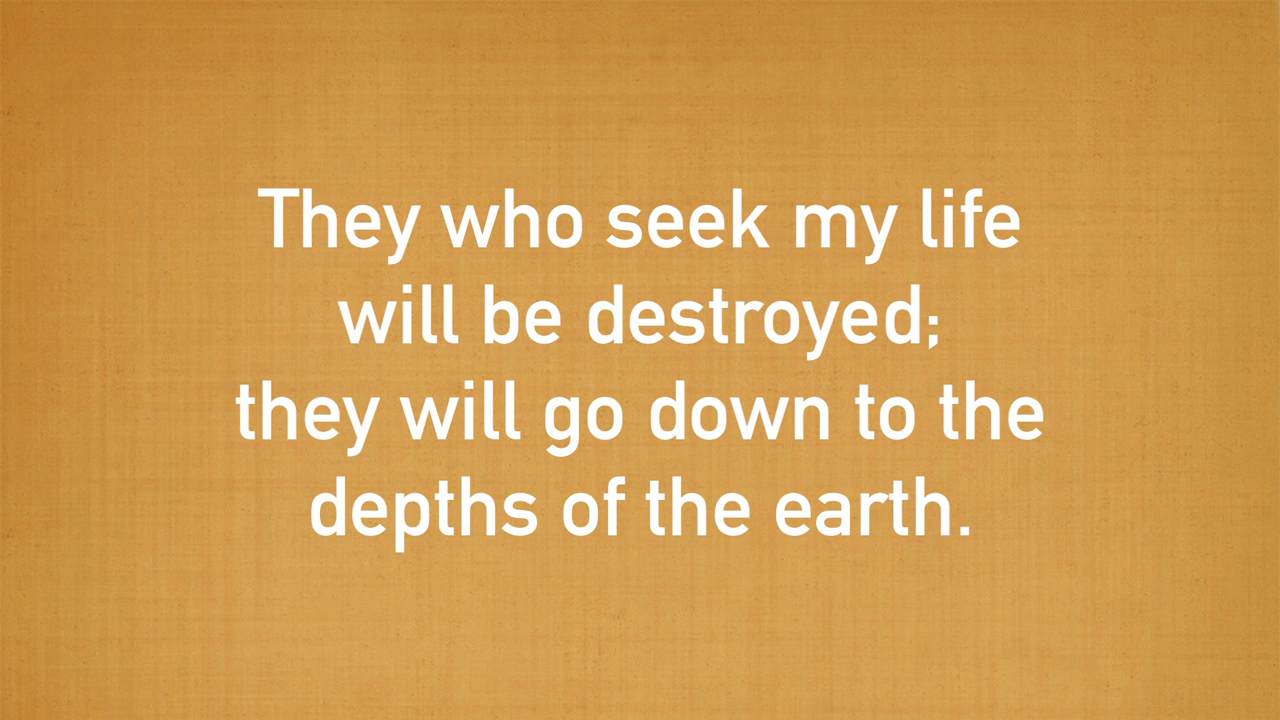 They who seek my life
will be destroyed;
they will go down to the
depths of the earth.